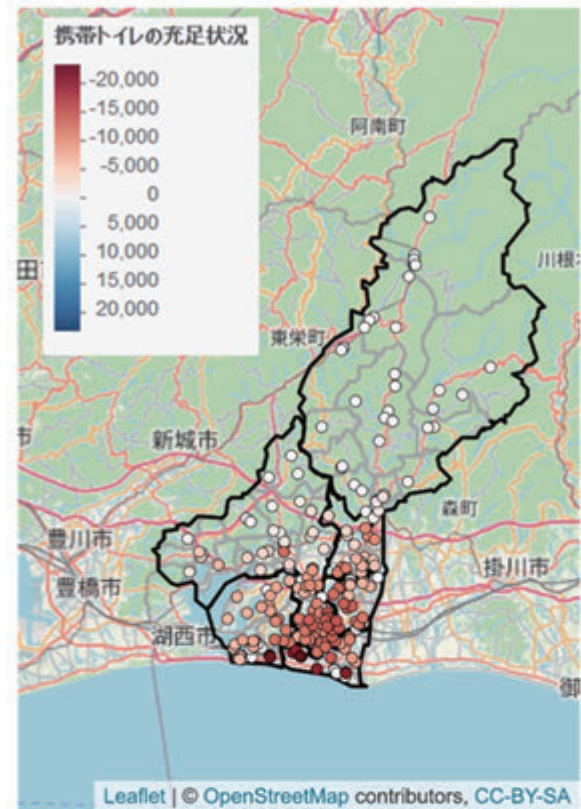 携帯トイレの充足状況
-20,000
-15,000
-10,000
-5,000
0
5,000
10,000
15,000
20,000
阿南町
川根本
田
東栄町
市
新城市
森町
豊川市
掛川市
豊橋市
湖西市
御
Leaflet | © OpenStreetMap contributors, CC-BY-SA